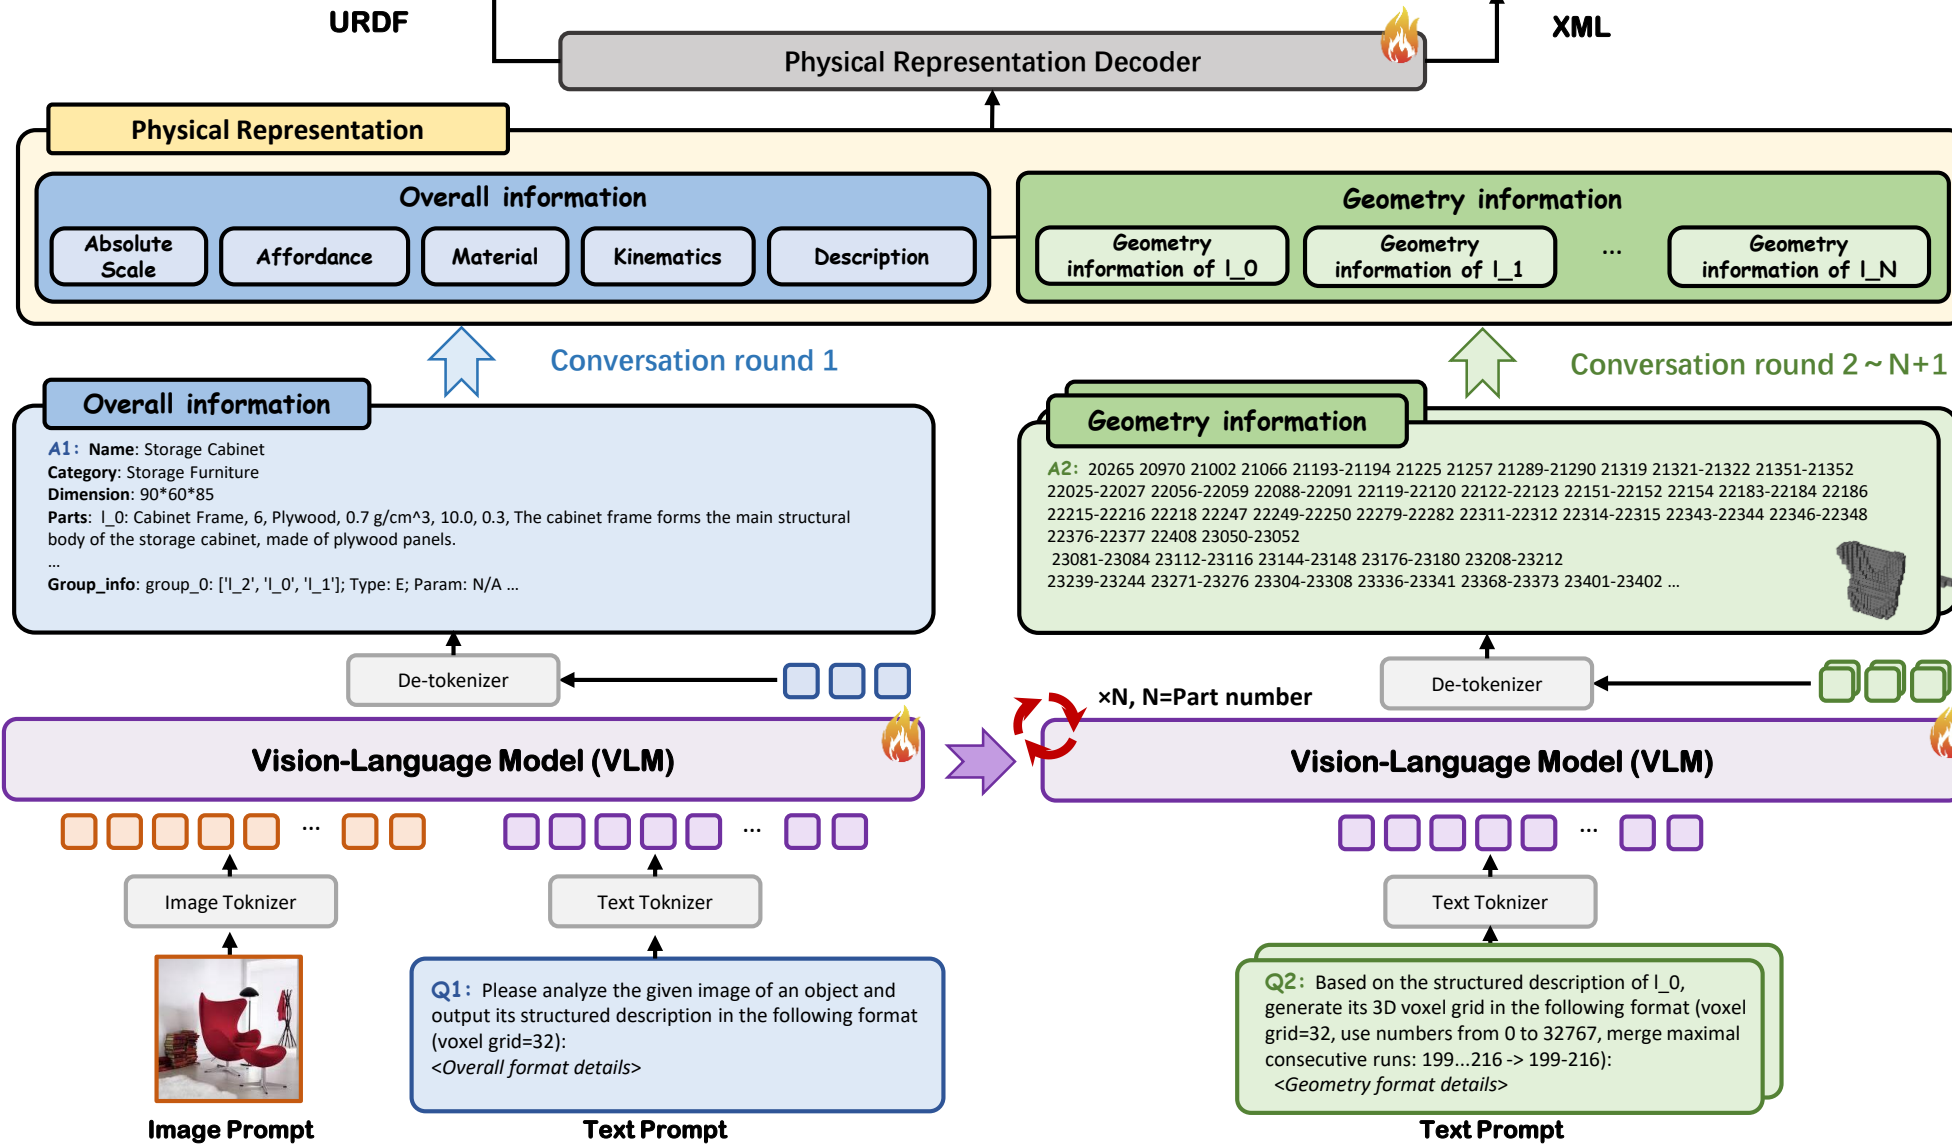 URDF
XML
Physical Representation Decoder
Physical Representation
Overall information
Absolute
Scale
Affordance
Material
Kinematics
Description
Geometry information
Geometry
information of l_0
Geometry
information of l_1
...
Geometry
information of l_N
Conversation round 1
Conversation round 2 ~ N+1
Overall information
A1: Name: Storage Cabinet
Category: Storage Furniture
Dimension: 90*60*85
Parts: l_0: Cabinet Frame, 6, Plywood, 0.7 g/cm^3, 10.0, 0.3, The cabinet frame forms the main structural
body of the storage cabinet, made of plywood panels.
...
Group_info: group_0: ['l_2', 'l_0', 'l_1']; Type: E; Param: N/A ...
Geometry information
A2: 20265 20970 21002 21066 21193-21194 21225 21257 21289-21290 21319 21321-21322 21351-21352
22025-22027 22056-22059 22088-22091 22119-22120 22122-22123 22151-22152 22154 22183-22184 22186
22215-22216 22218 22247 22249-22250 22279-22282 22311-22312 22314-22315 22343-22344 22346-22348
22376-22377 22408 23050-23052
23081-23084 23112-23116 23144-23148 23176-23180 23208-23212
23239-23244 23271-23276 23304-23308 23336-23341 23368-23373 23401-23402 ...
De-tokenizer
De-tokenizer
×N, N=Part number
Vision-Language Model (VLM)
Vision-Language Model (VLM)
...
...
...
Image Toknizer
Text Toknizer
Text Toknizer
Q1: Please analyze the given image of an object and
output its structured description in the following format
(voxel grid=32):
<Overall format details>
Q2: Based on the structured description of l_0,
generate its 3D voxel grid in the following format (voxel
grid=32, use numbers from 0 to 32767, merge maximal
consecutive runs: 199...216 -> 199-216):
<Geometry format details>
Image Prompt
Text Prompt
Text Prompt